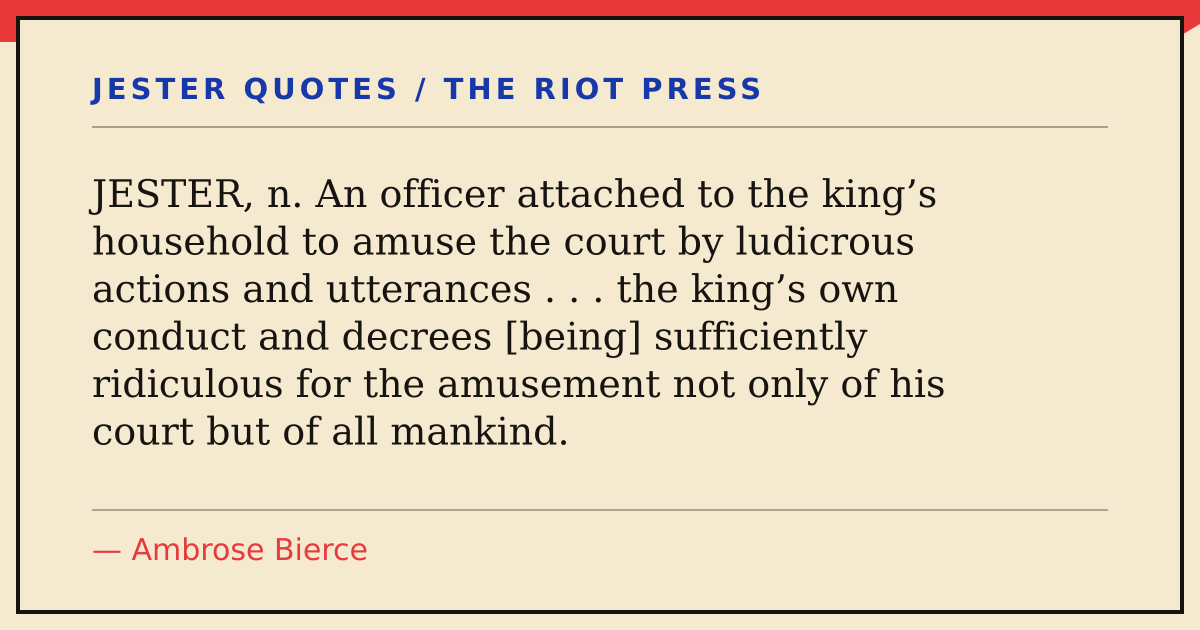 JESTER QUOTES / THE RIOT PRESS
JESTER, n. An officer attached to the king’s
household to amuse the court by ludicrous
actions and utterances . . . the king’s own
conduct and decrees [being] sufficiently
ridiculous for the amusement not only of his
court but of all mankind.
— Ambrose Bierce